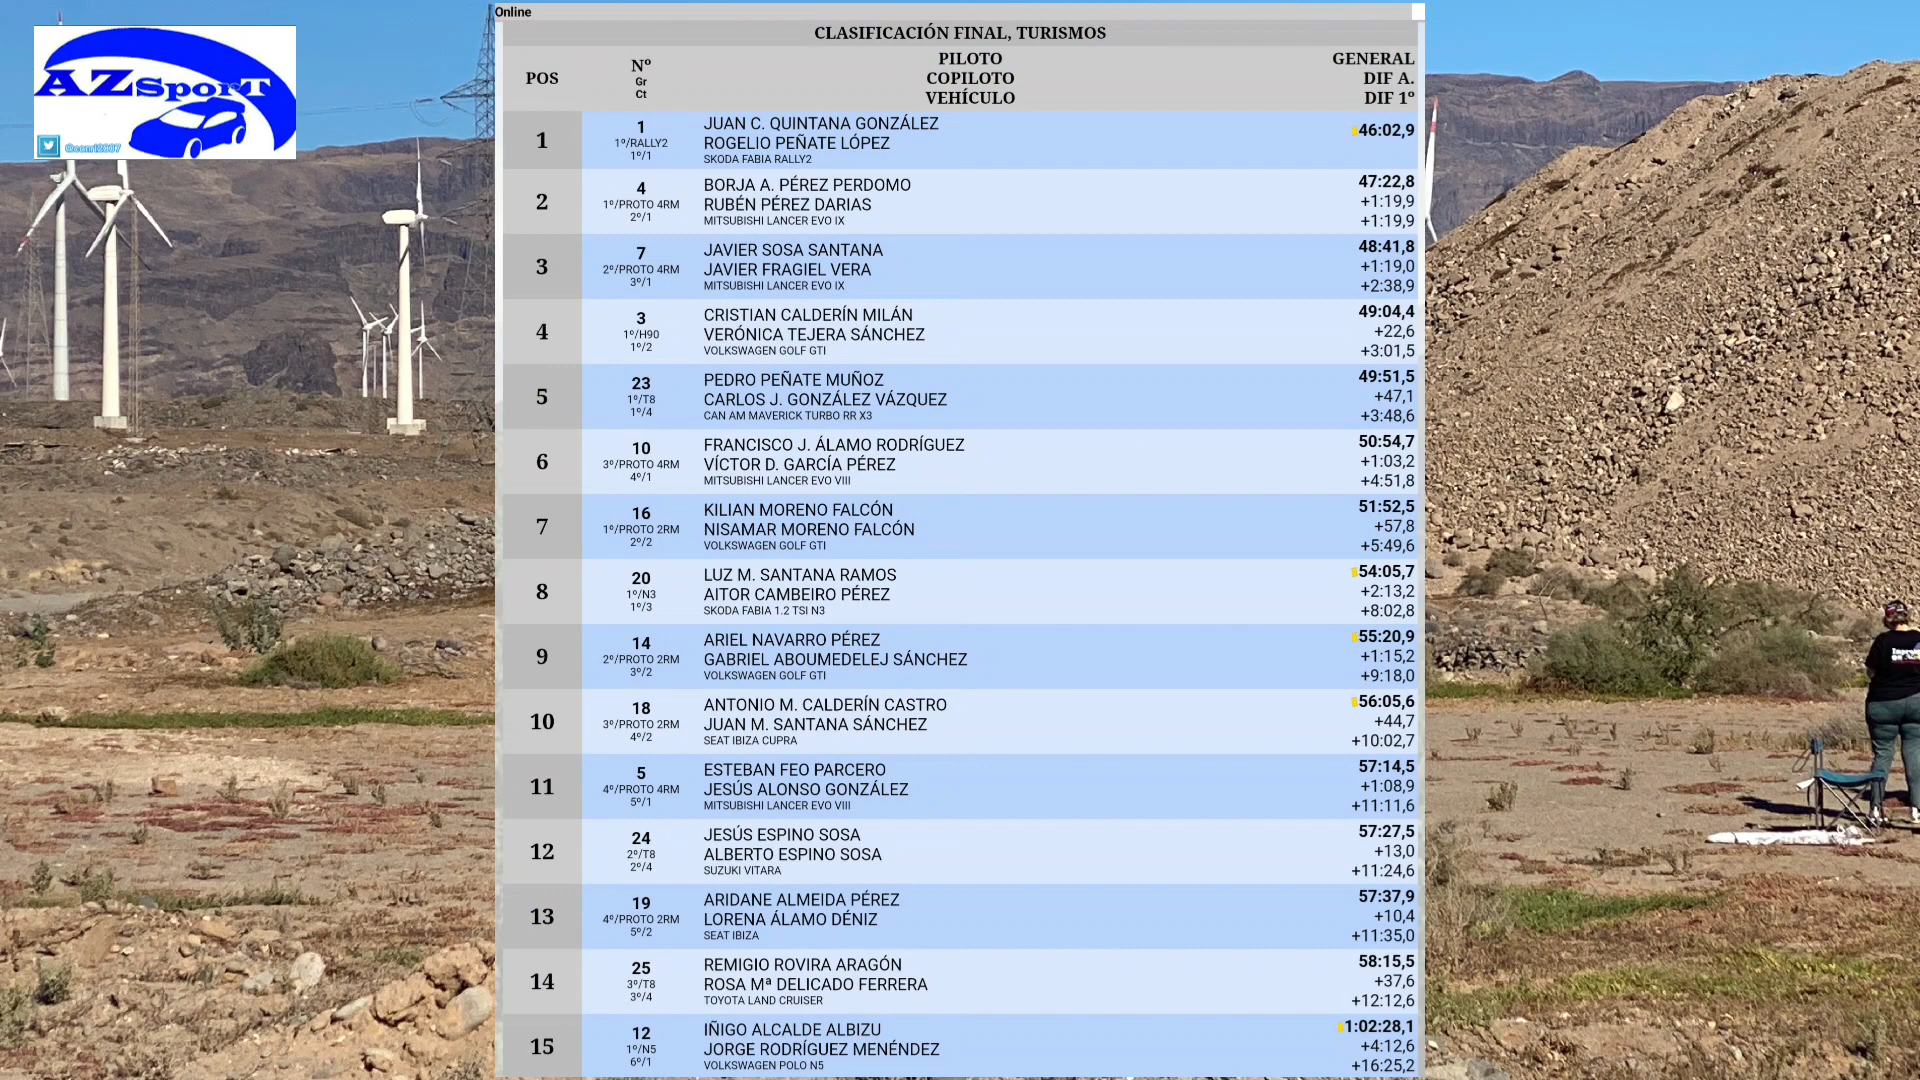 AZSport
@conri2007
Online
CLASIFICACIÓN FINAL, TURISMOS
POS
Nº
Gr
Ct
PILOTO
COPILOTO
VEHÍCULO
GENERAL
DIF A.
DIF 1º
1
1
1º/RALLY2
1º/1
JUAN C. QUINTANA GONZÁLEZ
ROGELIO PEÑATE LÓPEZ
SKODA FABIA RALLY2
46:02,9
2
4
1º/PROTO 4RM
2º/1
BORJA A. PÉREZ PERDOMO
RUBÉN PÉREZ DARIAS
MITSUBISHI LANCER EVO IX
47:22,8
+1:19,9
+1:19,9
3
7
2º/PROTO 4RM
3º/1
JAVIER SOSA SANTANA
JAVIER FRAGIEL VERA
MITSUBISHI LANCER EVO IX
48:41,8
+1:19,0
+2:38,9
4
3
1º/H90
1º/2
CRISTIAN CALDERÍN MILÁN
VERÓNICA TEJERA SÁNCHEZ
VOLKSWAGEN GOLF GTI
49:04,4
+22,6
+3:01,5
5
23
1º/T8
1º/4
PEDRO PEÑATE MUÑOZ
CARLOS J. GONZÁLEZ VÁZQUEZ
CAN AM MAVERICK TURBO RR X3
49:51,5
+47,1
+3:48,6
6
10
3º/PROTO 4RM
4º/1
FRANCISCO J. ÁLAMO RODRÍGUEZ
VÍCTOR D. GARCÍA PÉREZ
MITSUBISHI LANCER EVO VIII
50:54,7
+1:03,2
+4:51,8
7
16
1º/PROTO 2RM
2º/2
KILIAN MORENO FALCÓN
NISAMAR MORENO FALCÓN
VOLKSWAGEN GOLF GTI
51:52,5
+57,8
+5:49,6
8
20
1º/N3
1º/3
LUZ M. SANTANA RAMOS
AITOR CAMBEIRO PÉREZ
SKODA FABIA 1.2 TSI N3
54:05,7
+2:13,2
+8:02,8
9
14
2º/PROTO 2RM
3º/2
ARIEL NAVARRO PÉREZ
GABRIEL ABOUMEDELEJ SÁNCHEZ
VOLKSWAGEN GOLF GTI
55:20,9
+1:15,2
+9:18,0
10
18
3º/PROTO 2RM
4º/2
ANTONIO M. CALDERÍN CASTRO
JUAN M. SANTANA SÁNCHEZ
SEAT IBIZA CUPRA
56:05,6
+44,7
+10:02,7
11
5
4º/PROTO 4RM
5º/1
ESTEBAN FEO PARCERO
JESÚS ALONSO GONZÁLEZ
MITSUBISHI LANCER EVO VIII
57:14,5
+1:08,9
+11:11,6
12
24
2º/T8
2º/4
JESÚS ESPINO SOSA
ALBERTO ESPINO SOSA
SUZUKI VITARA
57:27,5
+13,0
+11:24,6
13
19
4º/PROTO 2RM
5º/2
ARIDANE ALMEIDA PÉREZ
LORENA ÁLAMO DÉNIZ
SEAT IBIZA
57:37,9
+10,4
+11:35,0
14
25
3º/T8
3º/4
REMIGIO ROVIRA ARAGÓN
ROSA Mª DELICADO FERRERA
TOYOTA LAND CRUISER
58:15,5
+37,6
+12:12,6
15
12
1º/N5
6º/1
IÑIGO ALCALDE ALBIZU
JORGE RODRÍGUEZ MENÉNDEZ
VOLKSWAGEN POLO N5
1:02:28,1
+4:12,6
+16:25,2